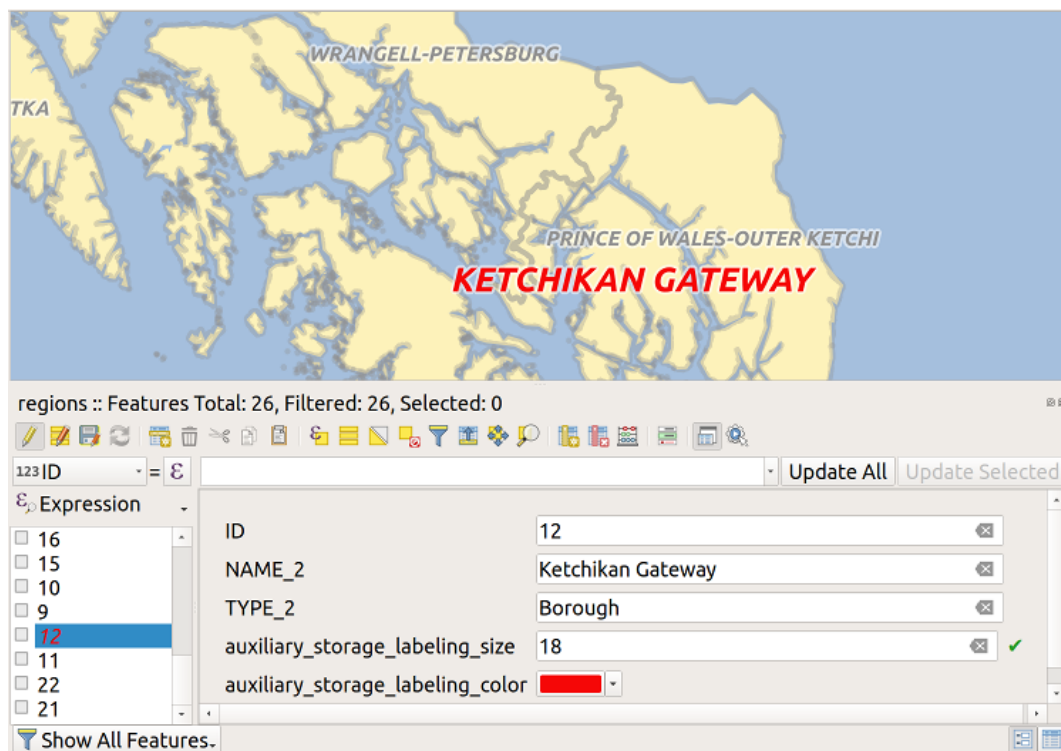 WRANGELL-PETERSBURG
TKA
PRINCE OF WALES-OUTER KETCHI
KETCHIKAN GATEWAY
regions :: Features Total: 26, Filtered: 26, Selected: 0
123 ID = ε Update All Update Selected
Expression
ID 12
NAME_2 Ketchikan Gateway
TYPE_2 Borough
auxiliary_storage_labeling_size 18
auxiliary_storage_labeling_color
16
15
10
9
12
11
22
21
Show All Features